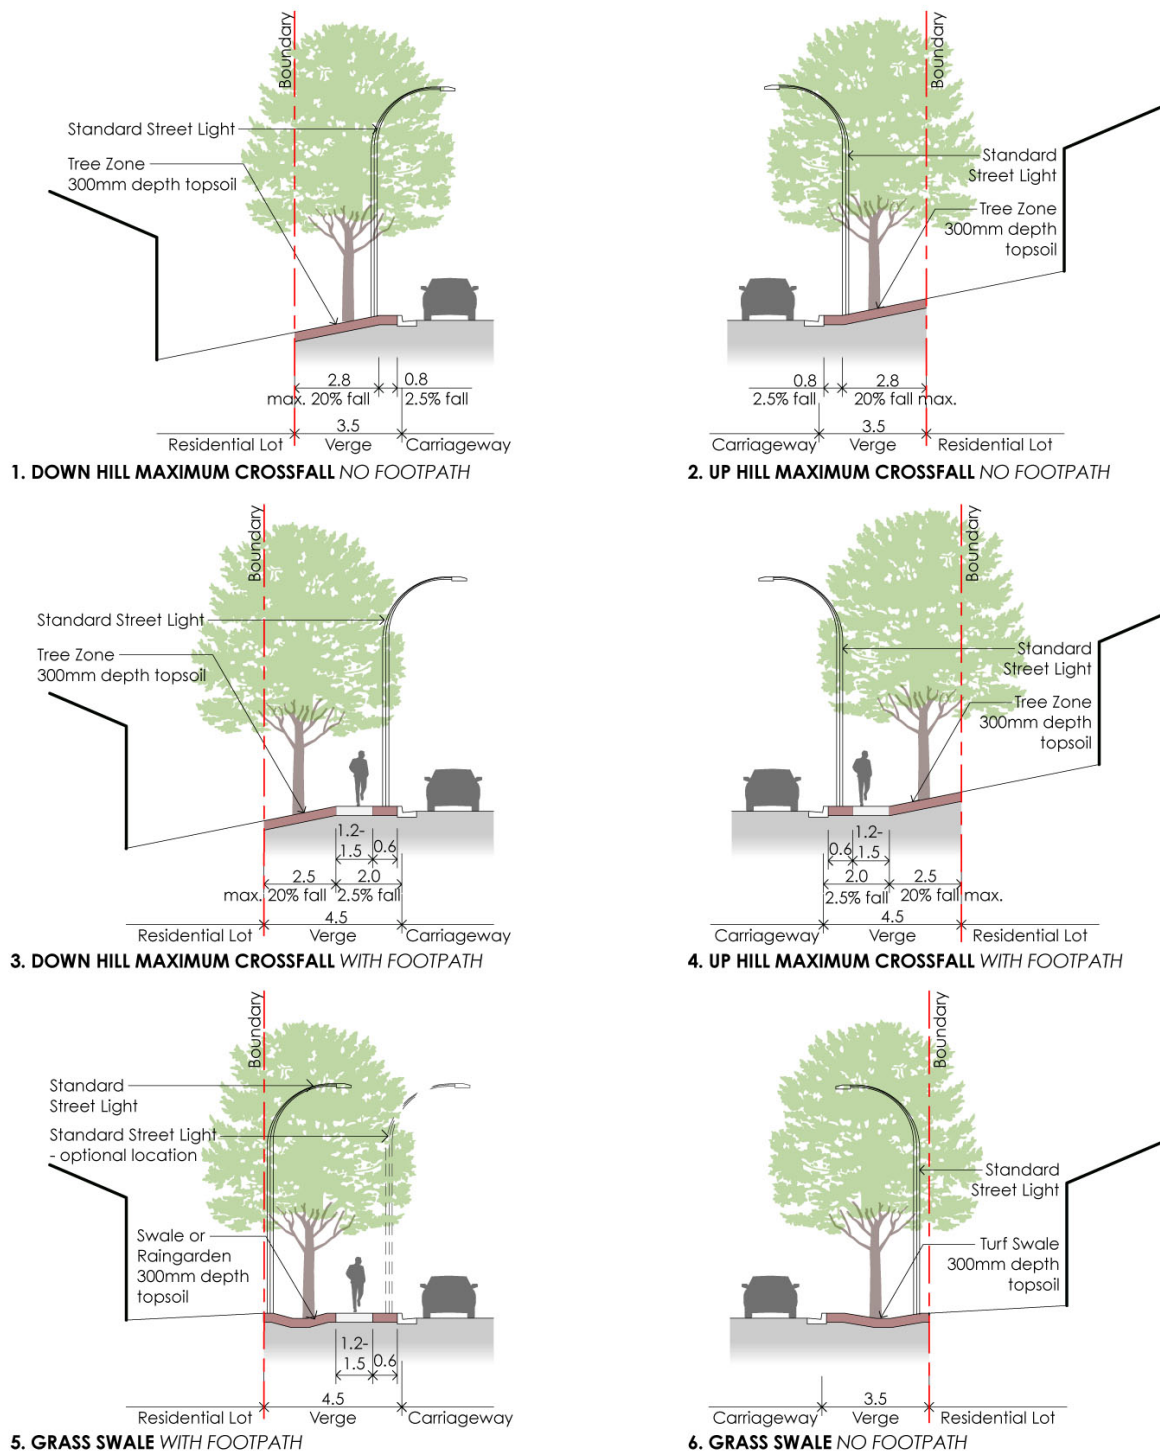 Boundary
Standard Street Light
Tree Zone
300mm depth topsoil
2.8
0.8
max. 20% fall
2.5% fall
3.5
Residential Lot
Verge
Carriageway
1. DOWN HILL MAXIMUM CROSSFALL NO FOOTPATH
Boundary
Standard
Street Light
Tree Zone
300mm depth
topsoil
0.8
2.8
2.5% fall
20% fall max.
3.5
Carriageway
Verge
Residential Lot
2. UP HILL MAXIMUM CROSSFALL NO FOOTPATH
Boundary
Standard Street Light
Tree Zone
300mm depth topsoil
1.2-
1.5
0.6
2.5
2.0
max. 20% fall
2.5% fall
4.5
Residential Lot
Verge
Carriageway
3. DOWN HILL MAXIMUM CROSSFALL WITH FOOTPATH
Boundary
Standard
Street Light
Tree Zone
300mm depth
topsoil
0.6
1.2-
1.5
2.0
2.5
2.5% fall
20% fall max.
4.5
Carriageway
Verge
Residential Lot
4. UP HILL MAXIMUM CROSSFALL WITH FOOTPATH
Boundary
Standard
Street Light
Standard Street Light
- optional location
Swale or
Raingarden
300mm depth
topsoil
1.2-
1.5
0.6
4.5
Residential Lot
Verge
Carriageway
5. GRASS SWALE WITH FOOTPATH
Boundary
Standard
Street Light
Turf Swale
300mm depth
topsoil
3.5
Carriageway
Verge
Residential Lot
6. GRASS SWALE NO FOOTPATH